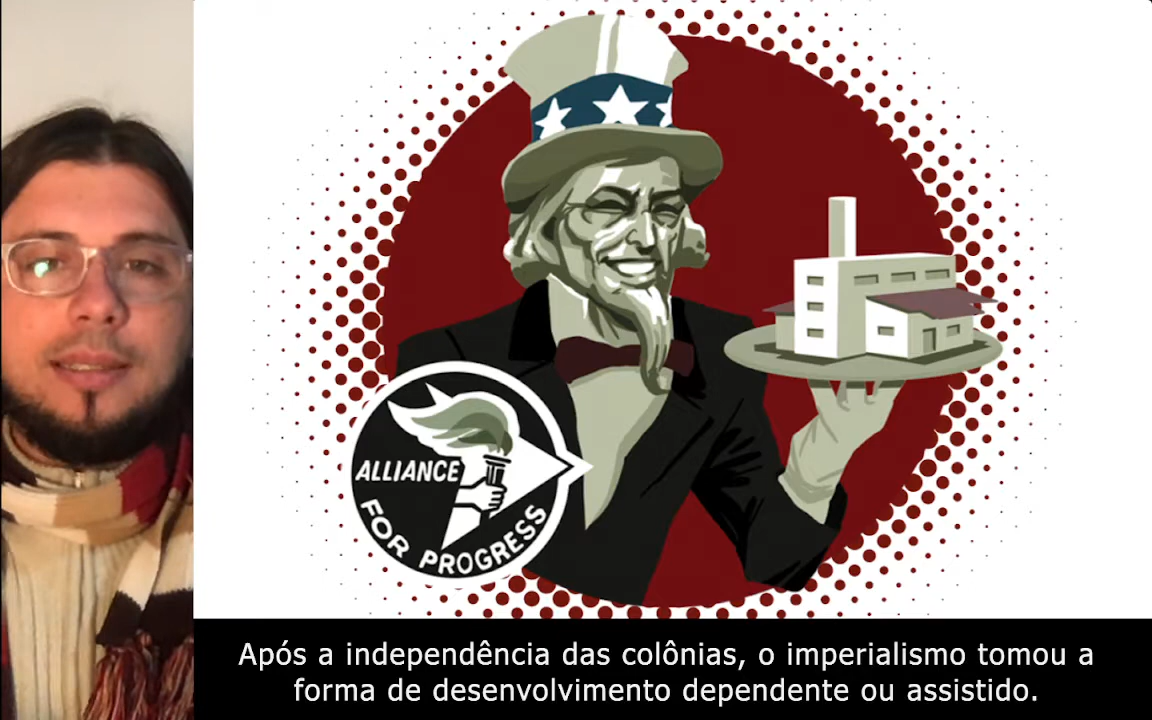 ALLIANCE
FOR PROGRESS
Após a independência das colônias, o imperialismo tomou a
forma de desenvolvimento dependente ou assistido.